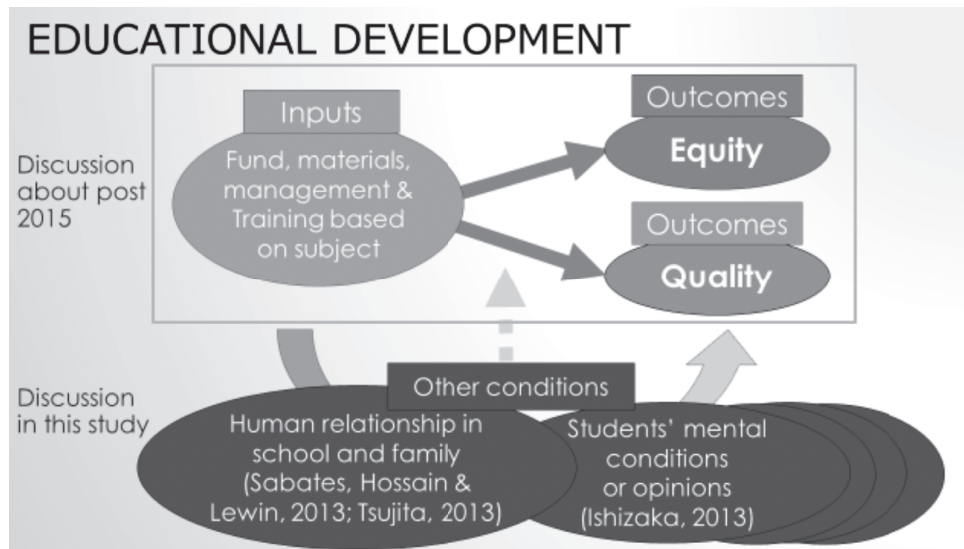 EDUCATIONAL DEVELOPMENT
Discussion
about post
2015
Inputs
Fund, materials,
management &
Training based
on subject
Outcomes
Equity
Outcomes
Quality
Discussion
in this study
Other conditions
Human relationship in
school and family
(Sabates, Hossain &
Lewin, 2013; Tsujita, 2013)
Students’ mental
conditions
or opinions
(Ishizaka, 2013)